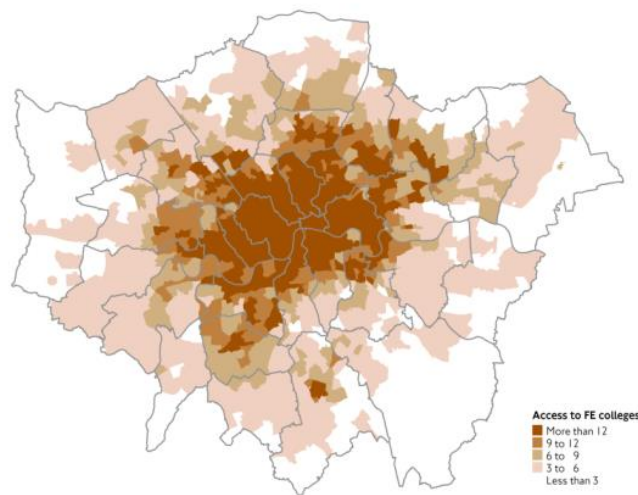 Access to FE colleges
More than 12
9 to 12
6 to 9
3 to 6
Less than 3